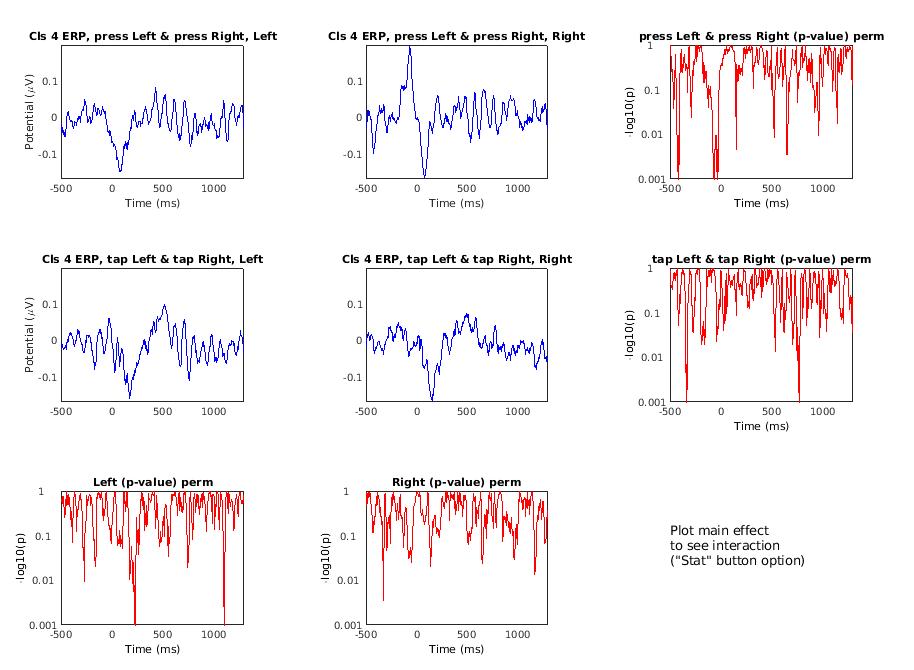 Cls 4 ERP, press Left & press Right, Left
Cls 4 ERP, press Left & press Right, Right
press Left & press Right (p-value) perm
Potential (μV)
0.1
0
-0.1
-500 0 500 1000
Time (ms)
0.1
0
-0.1
-500 0 500 1000
Time (ms)
-log10(p)
1
0.1
0.01
0.001
-500 0 500 1000
Time (ms)
Cls 4 ERP, tap Left & tap Right, Left
Cls 4 ERP, tap Left & tap Right, Right
tap Left & tap Right (p-value) perm
Potential (μV)
0.1
0
-0.1
-500 0 500 1000
0.1
0
-0.1
-500 0 500 1000
-log10(p)
1
0.1
0.01
0.001
-500 0 500 1000
Time (ms)
Left (p-value) perm
Right (p-value) perm
-log10(p)
1
0.1
0.01
0.001
-500 0 500 1000
Time (ms)
-log10(p)
1
0.1
0.01
0.001
-500 0 500 1000
Time (ms)
Plot main effect
to see interaction
("Stat" button option)